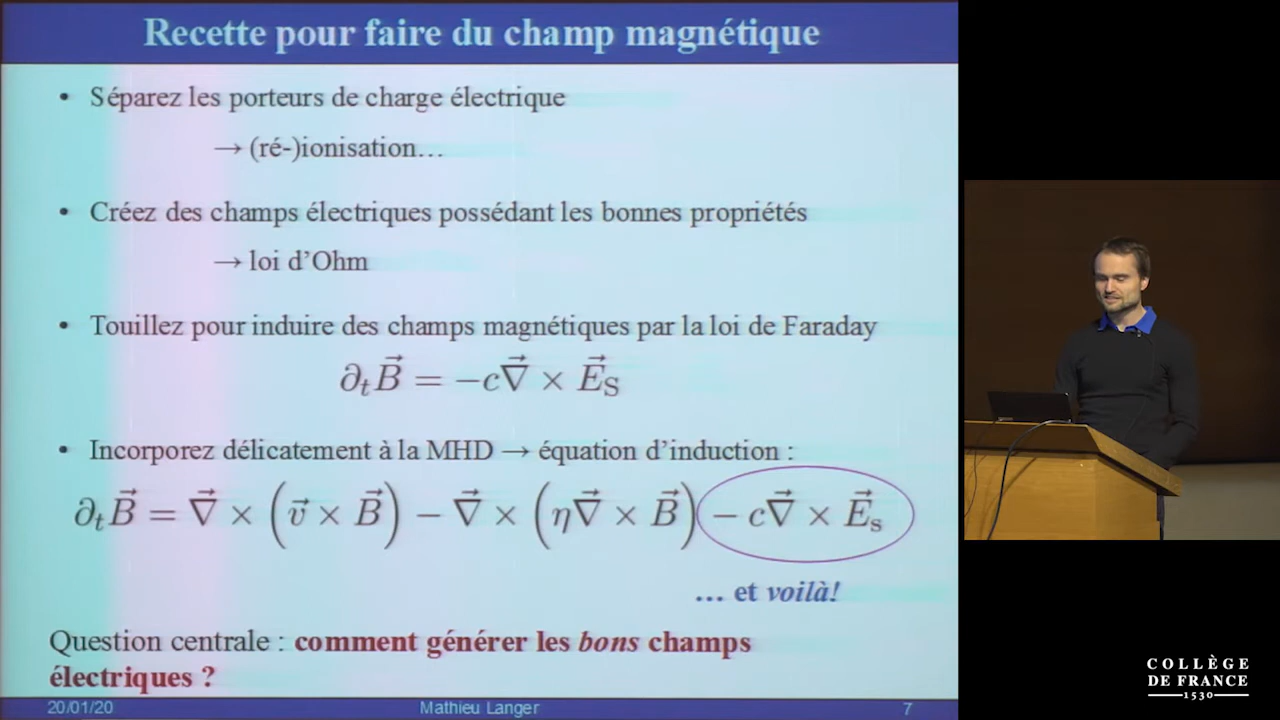 Recette pour faire du champ magnétique
• Séparez les porteurs de charge électrique
→ (ré-)ionisation…
• Créez des champs électriques possédant les bonnes propriétés
→ loi d’Ohm
• Touillez pour induire des champs magnétiques par la loi de Faraday
∂ₜB⃗ = −c∇⃗ × E⃗_S
• Incorporez délicatement à la MHD → équation d’induction :
∂ₜB⃗ = ∇⃗ × (v⃗ × B⃗) − ∇⃗ × (η∇⃗ × B⃗) − c∇⃗ × E⃗_s
… et voilà!
Question centrale : comment générer les bons champs
électriques ?
20/01/20 Mathieu Langer 7
COLLÈGE
DE FRANCE
1530